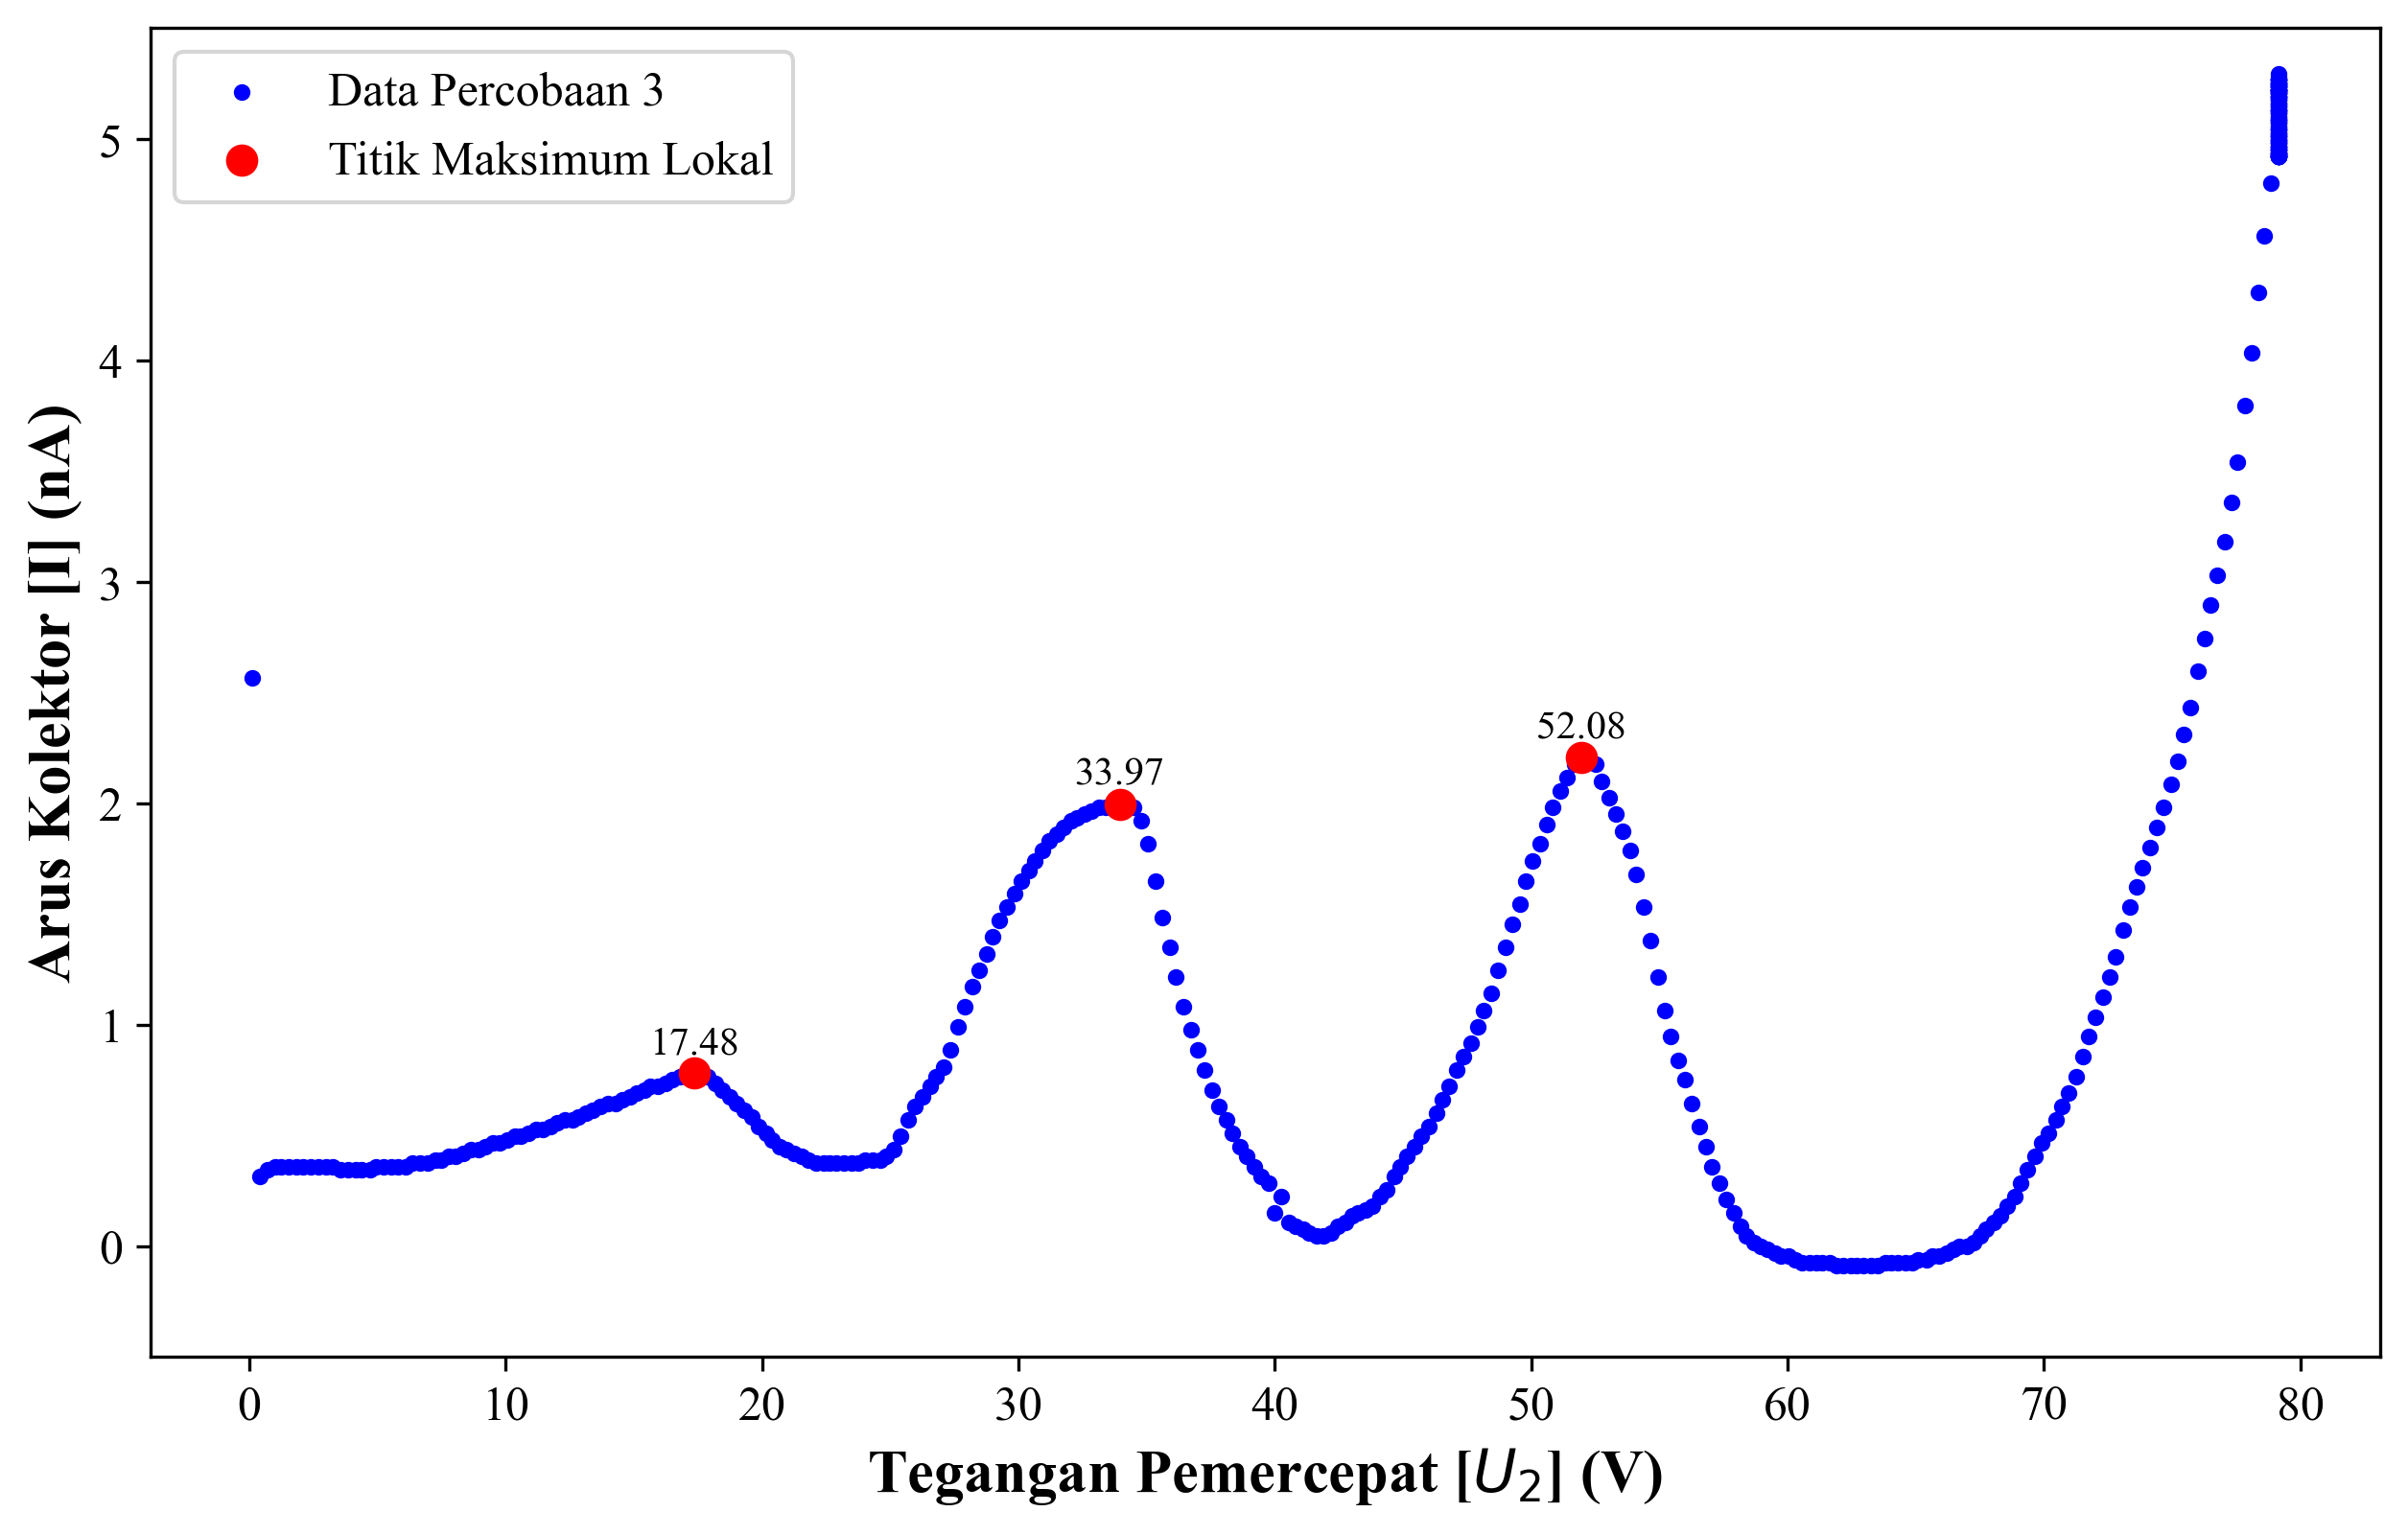 Data Percobaan 3
Titik Maksimum Lokal
Arus Kolektor [I] (nA)
5
4
3
2
1
0
52.08
33.97
17.48
0 10 20 30 40 50 60 70 80
Tegangan Pemercepat [U₂] (V)